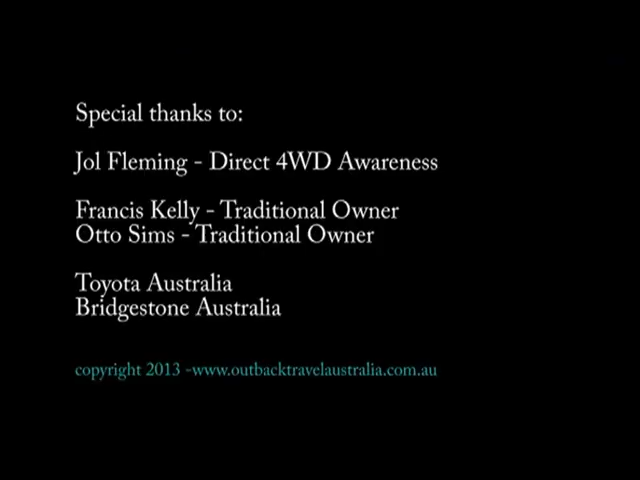 Special thanks to:
Jol Fleming - Direct 4WD Awareness
Francis Kelly - Traditional Owner
Otto Sims - Traditional Owner
Toyota Australia
Bridgestone Australia
copyright 2013 -www.outbacktravelaustralia.com.au